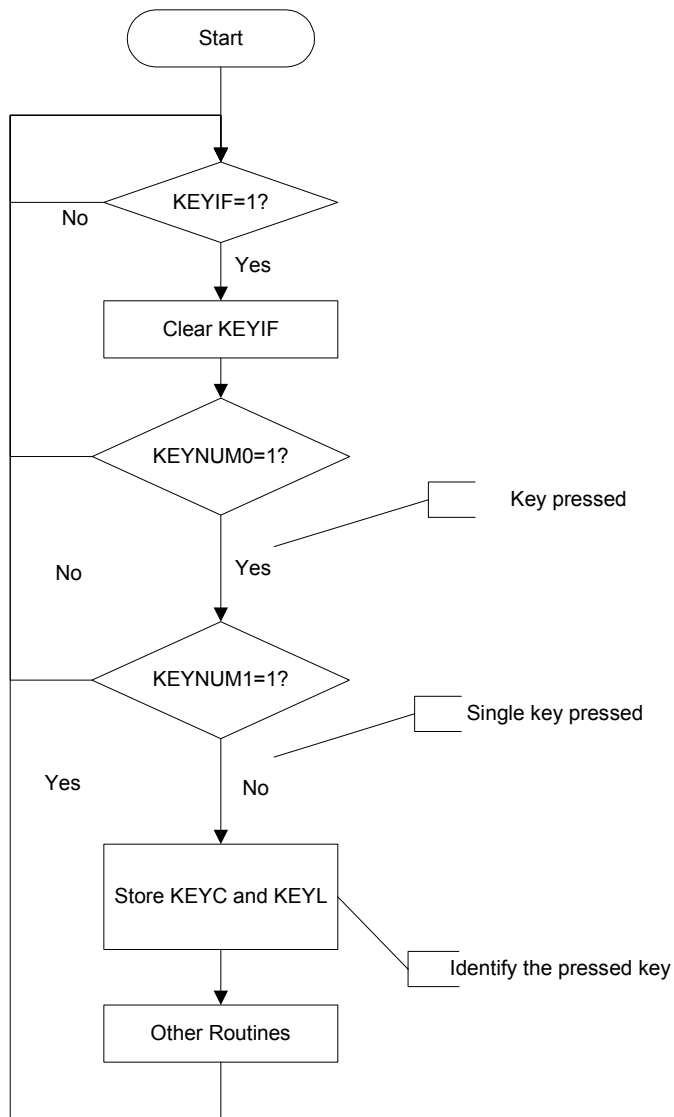 Start
KEYIF=1?
No
Yes
Clear KEYIF
KEYNUM0=1?
Key pressed
No
Yes
KEYNUM1=1?
Single key pressed
Yes
No
Store KEYC and KEYL
Identify the pressed key
Other Routines